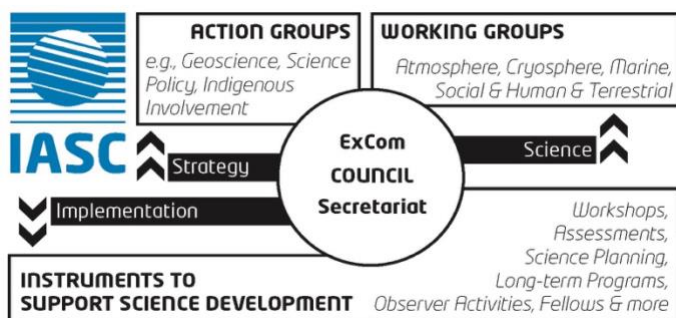 IASC
ACTION GROUPS
e.g., Geoscience, Science
Policy, Indigenous
Involvement
WORKING GROUPS
Atmosphere, Cryosphere, Marine,
Social & Human & Terrestrial
Strategy
Implementation
ExCom
COUNCIL
Secretariat
Science
INSTRUMENTS TO
SUPPORT SCIENCE DEVELOPMENT
Workshops,
Assessments,
Science Planning,
Long-term Programs,
Observer Activities, Fellows & more